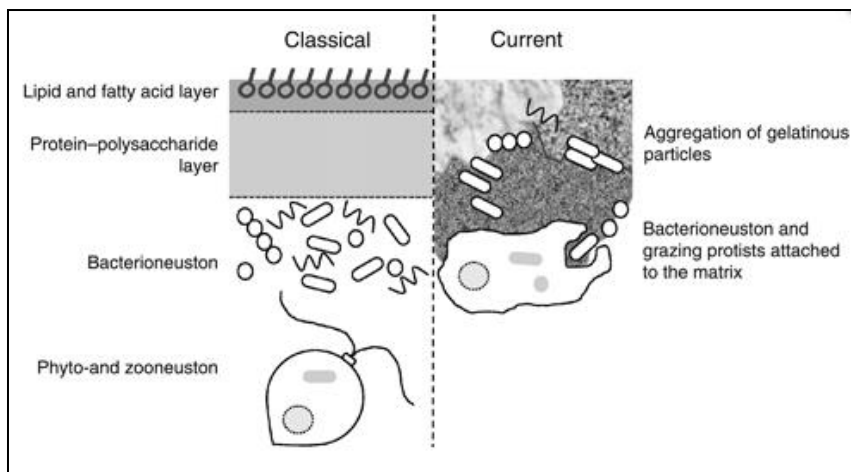 Classical
Current
Lipid and fatty acid layer
Protein–polysaccharide
layer
Bacterioneuston
Phyto-and zooneuston
Aggregation of gelatinous
particles
Bacterioneuston and
grazing protists attached
to the matrix